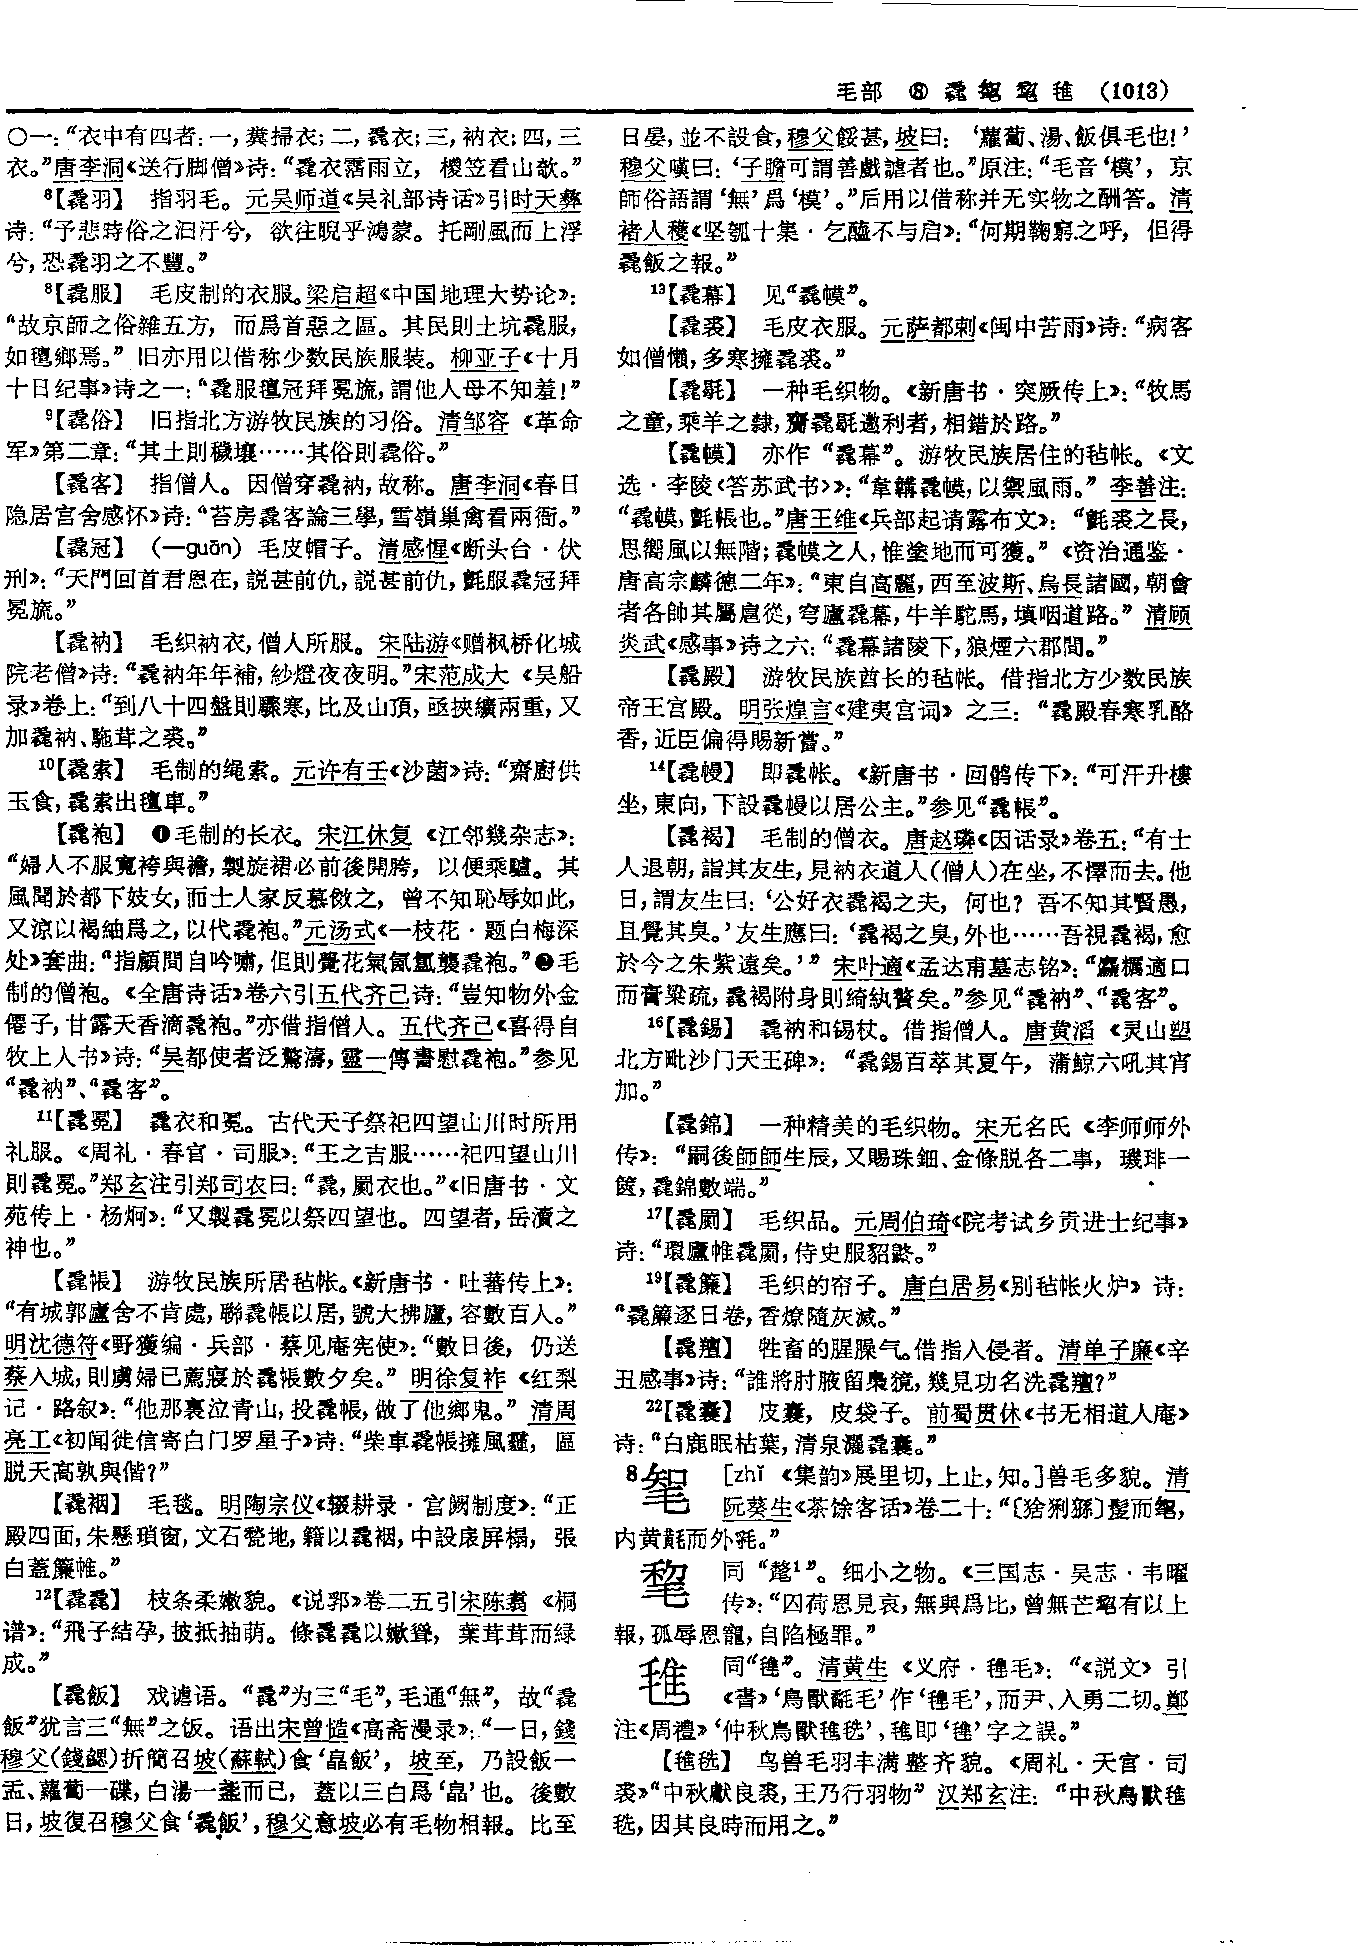 毛部 ⑧ 毳毣毥毨 (1013)
〇一：“衣中有四者：一，糞掃衣；二，毳衣；三，衲衣；四，三
衣。”唐李洞《送行脚僧》诗：“毳衣霑雨立， 椶笠看山欹。”
⁸【毳羽】 指羽毛。元吴师道《吴礼部诗话》引时天彝
诗：“予悲時俗之汩汙兮， 欲往睨乎鴻蒙。托剛風而上浮
兮，恐毳羽之不豐。”
⁸【毳服】 毛皮制的衣服。梁启超《中国地理大势论》：
“故京師之俗雜五方， 而爲首惡之區。其民則土坑毳服，
如氊鄉焉。” 旧亦用以借称少数民族服装。柳亚子《十月
十日纪事》诗之一：“毳服氊冠拜冕旒，謂他人母不知羞！”
⁹【毳俗】 旧指北方游牧民族的习俗。清邹容 《革命
军》第二章：“其土則穢壤……其俗則毳俗。”
【毳客】 指僧人。因僧穿毳衲，故称。唐李洞《春日
隐居官舍感怀》诗：“苔房毳客論三學，雪嶺巢禽看兩衙。”
【毳冠】 （—guān）毛皮帽子。清感惺《断头台·伏
刑》：“天門回首君恩在，説甚前仇，説甚前仇，氈服毳冠拜
冕旒。”
【毳衲】 毛织衲衣，僧人所服。宋陆游《赠枫桥化城
院老僧》诗：“毳衲年年補，紗燈夜夜明。”宋范成大 《吴船
录》卷上：“到八十四盤則驟寒，比及山頂，亟挾纊兩重，又
加毳衲、駞茸之裘。”
¹⁰【毳索】 毛制的绳索。元许有壬《沙菌》诗：“齋廚供
玉食，毳索出氊車。”
【毳袍】 ❶毛制的长衣。宋江休复 《江邻幾杂志》：
“婦人不服寬袴與襜，製旋裙必前後開胯， 以便乘驢。其
風聞於都下妓女，而士人家反慕傚之， 曾不知恥辱如此，
又涼以褐紬爲之，以代毳袍。”元汤式《一枝花·题白梅深
处》套曲：“指顧間自吟嘯，但則覺花氣氤氲襲毳袍。”❷毛
制的僧袍。《全唐诗话》卷六引五代齐己诗：“豈知物外金
僊子，甘露天香滴毳袍。”亦借指僧人。五代齐己《喜得自
牧上人书》诗：“吴都使者泛驚濤，靈一傳書慰毳袍。”参见
“毳衲”、“毳客”。
¹¹【毳冕】 毳衣和冕。古代天子祭祀四望山川时所用
礼服。《周礼·春官·司服》：“王之吉服……祀四望山川
則毳冕。”郑玄注引郑司农曰：“毳，罽衣也。”《旧唐书·文
苑传上·杨炯》：“又製毳冕以祭四望也。四望者，岳瀆之
神也。”
【毳帳】 游牧民族所居毡帐。《新唐书·吐蕃传上》：
“有城郭廬舍不肯處，聯毳帳以居，號大拂廬，容數百人。”
明沈德符《野獲编·兵部·蔡见庵宪使》：“數日後， 仍送
蔡入城，則虜婦已薦寢於毳帳數夕矣。” 明徐复祚 《红梨
记·路叙》：“他那裏泣青山，投毳帳，做了他鄉鬼。” 清周
亮工《初闻徙信寄白门罗星子》诗：“柴車毳帳擁風霾， 區
脱天高孰與偕？”
【毳裀】 毛毯。明陶宗仪《辍耕录·宫阙制度》：“正
殿四面，朱懸瑣窗，文石甃地，籍以毳裀，中設扆屏榻， 張
白蓋簾帷。”
¹²【毳毳】 枝条柔嫩貌。《说郛》卷二五引宋陈翥 《桐
谱》：“飛子結孕，披抵抽萌。條毳毳以嫩聳， 葉茸茸而緑
成。”
【毳飯】 戏谑语。“毳”为三“毛”，毛通“無”， 故“毳
飯”犹言三“無”之饭。语出宋曾慥《高斋漫录》：“一日，錢
穆父（錢勰）折簡召坡（蘇軾）食‘皛飯’， 坡至， 乃設飯一
盂、蘿蔔一碟，白湯一盞而已， 蓋以三白爲‘皛’也。後數
日，坡復召穆父食‘毳飯’，穆父意坡必有毛物相報。比至
日晏，並不設食，穆父餒甚，坡曰： ‘蘿蔔、湯、飯俱毛也！’
穆父嘆曰：‘子瞻可謂善戲謔者也。’”原注：“毛音‘模’， 京
師俗語謂‘無’爲‘模’。”后用以借称并无实物之酬答。清
褚人穫《坚瓠十集·乞醯不与启》：“何期鞠窮之呼， 但得
毳飯之報。”
¹³【毳幕】 见“毳幙”。
【毳裘】 毛皮衣服。元萨都剌《闽中苦雨》诗：“病客
如僧懶，多寒擁毳裘。”
【毳毼】 一种毛织物。《新唐书·突厥传上》：“牧馬
之童，乘羊之隸，齎毳毼邀利者，相錯於路。”
【毳幙】 亦作“毳幕”。游牧民族居住的毡帐。《文
选·李陵〈答苏武书〉》：“韋韝毳幙，以禦風雨。” 李善注：
“毳幙，氈帳也。”唐王维《兵部起请露布文》： “氈裘之長，
思嚮風以無階；毳幙之人，惟塗地而可獲。” 《资治通鉴·
唐高宗麟德二年》：“東自高麗，西至波斯、烏長諸國，朝會
者各帥其屬扈從，穹廬毳幕，牛羊駝馬，填咽道路。” 清顾
炎武《感事》诗之六：“毳幕諸陵下，狼煙六郡間。”
【毳殿】 游牧民族酋长的毡帐。借指北方少数民族
帝王宫殿。明张煌言《建夷宫词》 之三：“毳殿春寒乳酪
香，近臣偏得賜新嘗。”
¹⁴【毳幔】 即毳帐。《新唐书·回鹘传下》：“可汗升樓
坐，東向，下設毳幔以居公主。”参见“毳帳”。
【毳褐】 毛制的僧衣。唐赵璘《因话录》卷五：“有士
人退朝，詣其友生，見衲衣道人（僧人）在坐，不懌而去。他
日，謂友生曰：‘公好衣毳褐之夫， 何也？吾不知其賢愚，
且覺其臭。’友生應曰：‘毳褐之臭，外也……吾視毳褐，愈
於今之朱紫遠矣。’” 宋叶適《孟达甫墓志铭》：“麤糲適口
而膏粱疏，毳褐附身則綺紈贅矣。”参见“毳衲”、“毳客”。
¹⁶【毳錫】 毳衲和锡杖。借指僧人。唐黄滔 《灵山塑
北方毗沙门天王碑》： “毳錫百萃其夏午， 蒲鯨六吼其宵
加。”
【毳錦】 一种精美的毛织物。宋无名氏 《李师师外
传》： “嗣後師師生辰，又賜珠鈿、金條脱各二事， 璣琲一
篋，毳錦數端。”
¹⁷【毳罽】 毛织品。元周伯琦《院考试乡贡进士纪事》
诗：“環廬帷毳罽，侍史服貂䘳。”
¹⁹【毳簾】 毛织的帘子。唐白居易《别毡帐火炉》 诗：
“毳簾逐日卷，香燎隨灰滅。”
【毳羶】 牲畜的腥臊气。借指入侵者。清单子廉《辛
丑感事》诗：“誰將肘腋留梟獍，幾見功名洗毳羶？”
²²【毳囊】 皮囊， 皮袋子。前蜀贯休《书无相道人庵》
诗：“白鹿眠枯葉，清泉灑毳囊。”
⁸毣 ［zhǐ 《集韵》展里切，上止，知。］兽毛多貌。清
阮葵生《茶馀客话》卷二十：“〔猞猁猻〕髮而毣，
内黄毵而外毦。”
毥 同“氂¹”。细小之物。《三国志·吴志·韦曜
传》：“囚荷恩見哀，無與爲比，曾無芒氂有以上
報，孤辱恩寵，自陷極罪。”
毨 同“氄”。清黄生 《义府·氄毛》：“《説文》 引
《書》‘鳥獸氄毛’作‘𣯍毛’，而尹、入勇二切。鄭
注《周禮》‘仲秋鳥獸毨毨’，毨即‘𣯍’字之誤。”
【毨毨】 鸟兽毛羽丰满整齐貌。《周礼·天官·司
裘》“中秋獻良裘，王乃行羽物” 汉郑玄注： “中秋鳥獸毨
毨，因其良時而用之。”